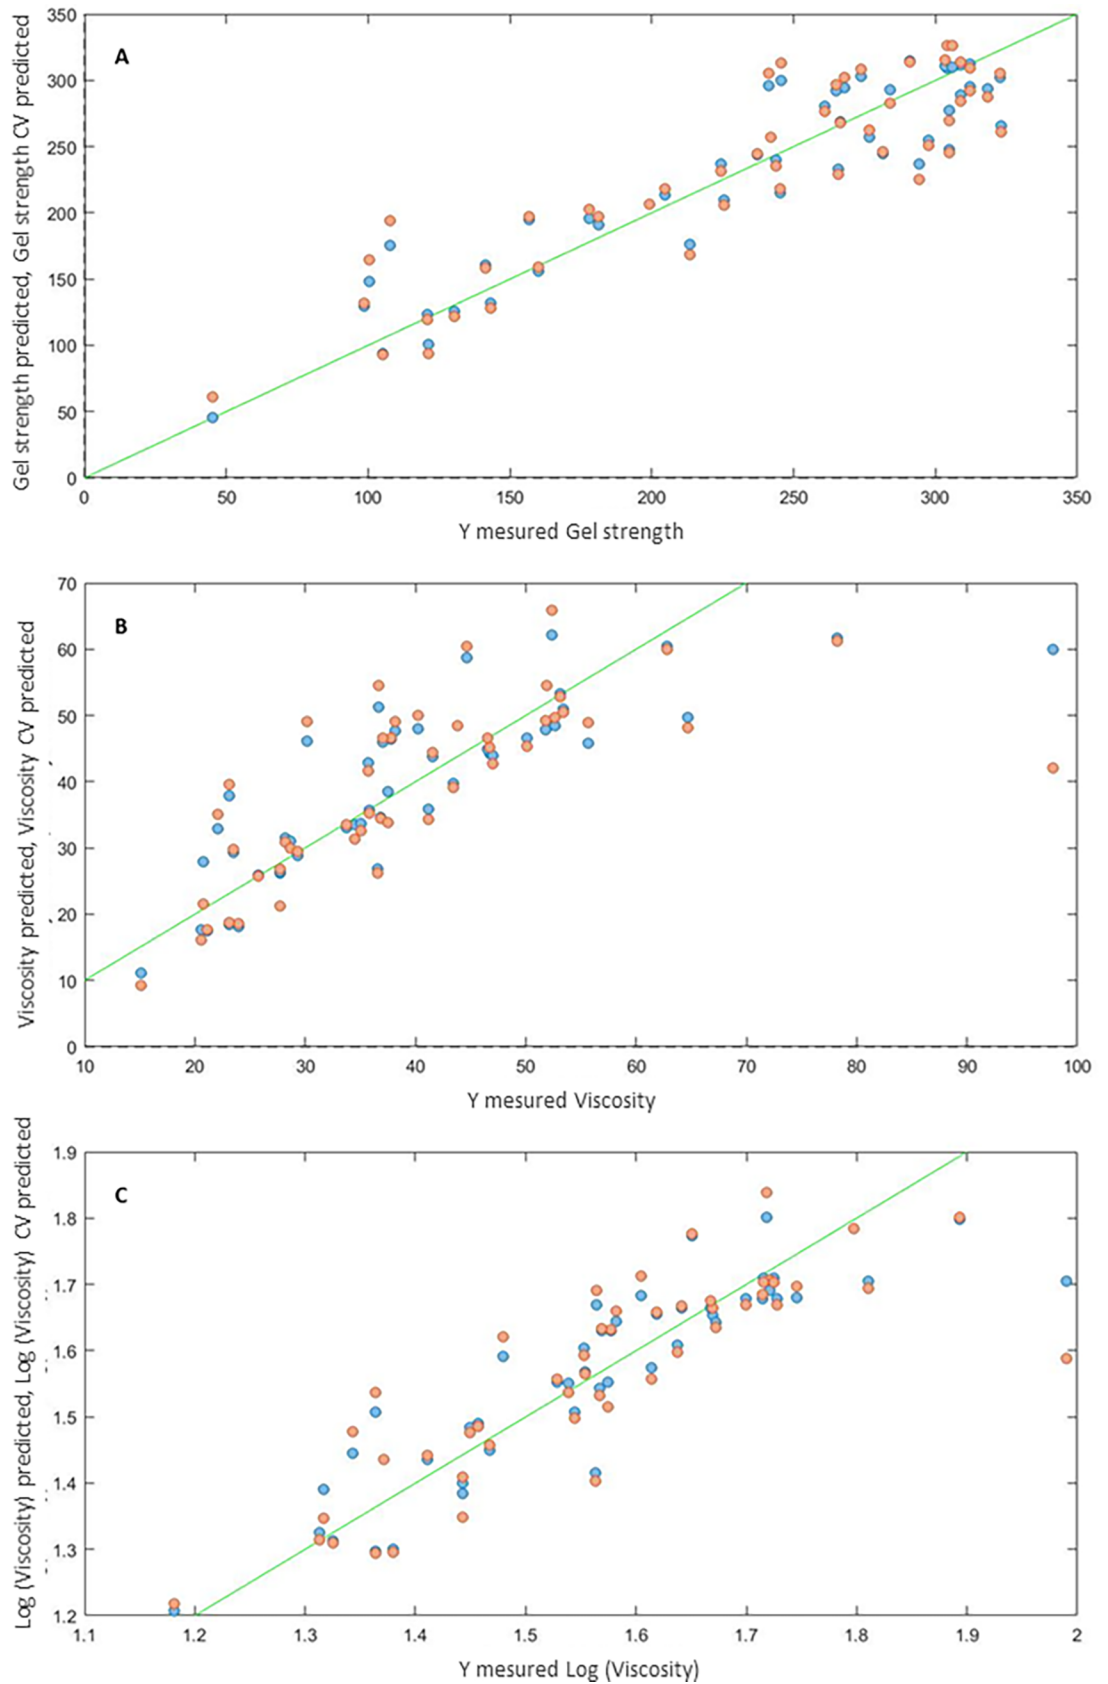 Gel strength predicted, Gel strength CV predicted
A
350
300
250
200
150
100
50
0
0 50 100 150 200 250 300 350
Y mesured Gel strength
Viscosity predicted, Viscosity CV predicted
B
70
60
50
40
30
20
10
0
10 20 30 40 50 60 70 80 90 100
Y mesured Viscosity
Log (Viscosity) predicted, Log (Viscosity) CV predicted
C
1.9
1.8
1.7
1.6
1.5
1.4
1.3
1.2
1.1 1.2 1.3 1.4 1.5 1.6 1.7 1.8 1.9 2
Y mesured Log (Viscosity)